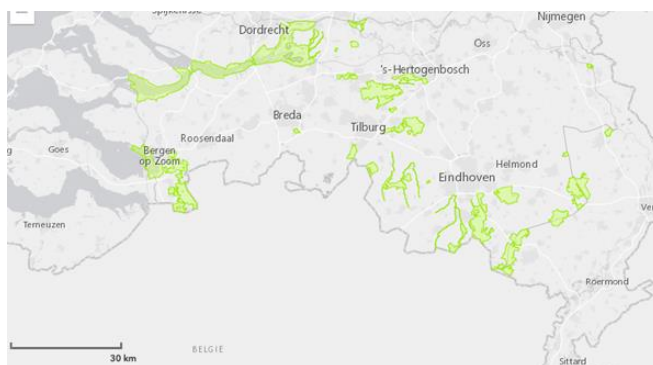 Spijkenisse
Nijmegen
Dordrecht
Oss
's-Hertogenbosch
Breda
Tilburg
Roosendaal
Goes
Bergen
op Zoom
Helmond
Eindhoven
Terneuzen
Roermond
30 km
BELGIE
Sittard